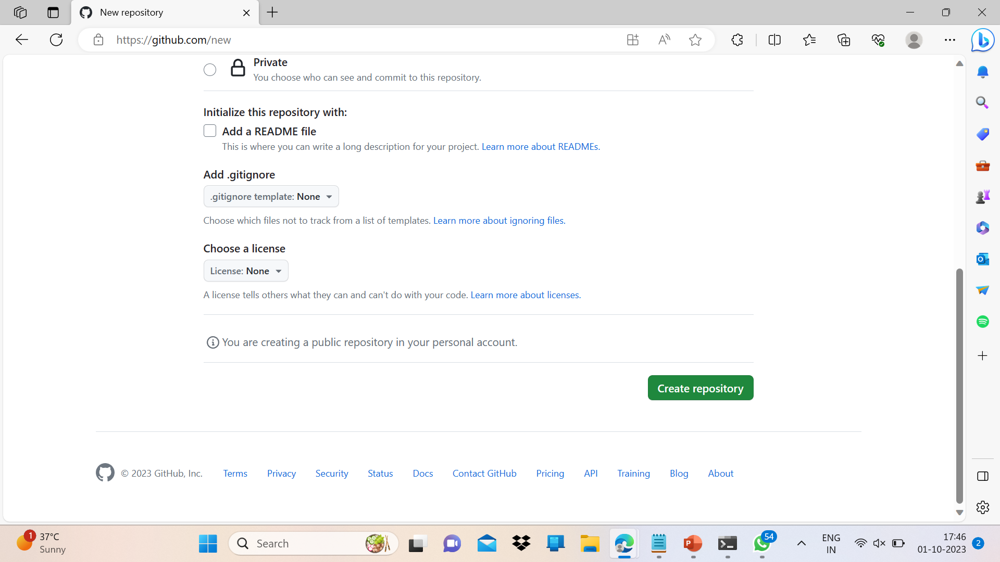 New repository
https://github.com/new
Private
You choose who can see and commit to this repository.
Initialize this repository with:
Add a README file
This is where you can write a long description for your project. Learn more about READMEs.
Add .gitignore
.gitignore template: None
Choose which files not to track from a list of templates. Learn more about ignoring files.
Choose a license
License: None
A license tells others what they can and can't do with your code. Learn more about licenses.
You are creating a public repository in your personal account.
Create repository
© 2023 GitHub, Inc. Terms Privacy Security Status Docs Contact GitHub Pricing API Training Blog About
1
37°C
Sunny
Search
54
ENG
IN
17:46
01-10-2023
2